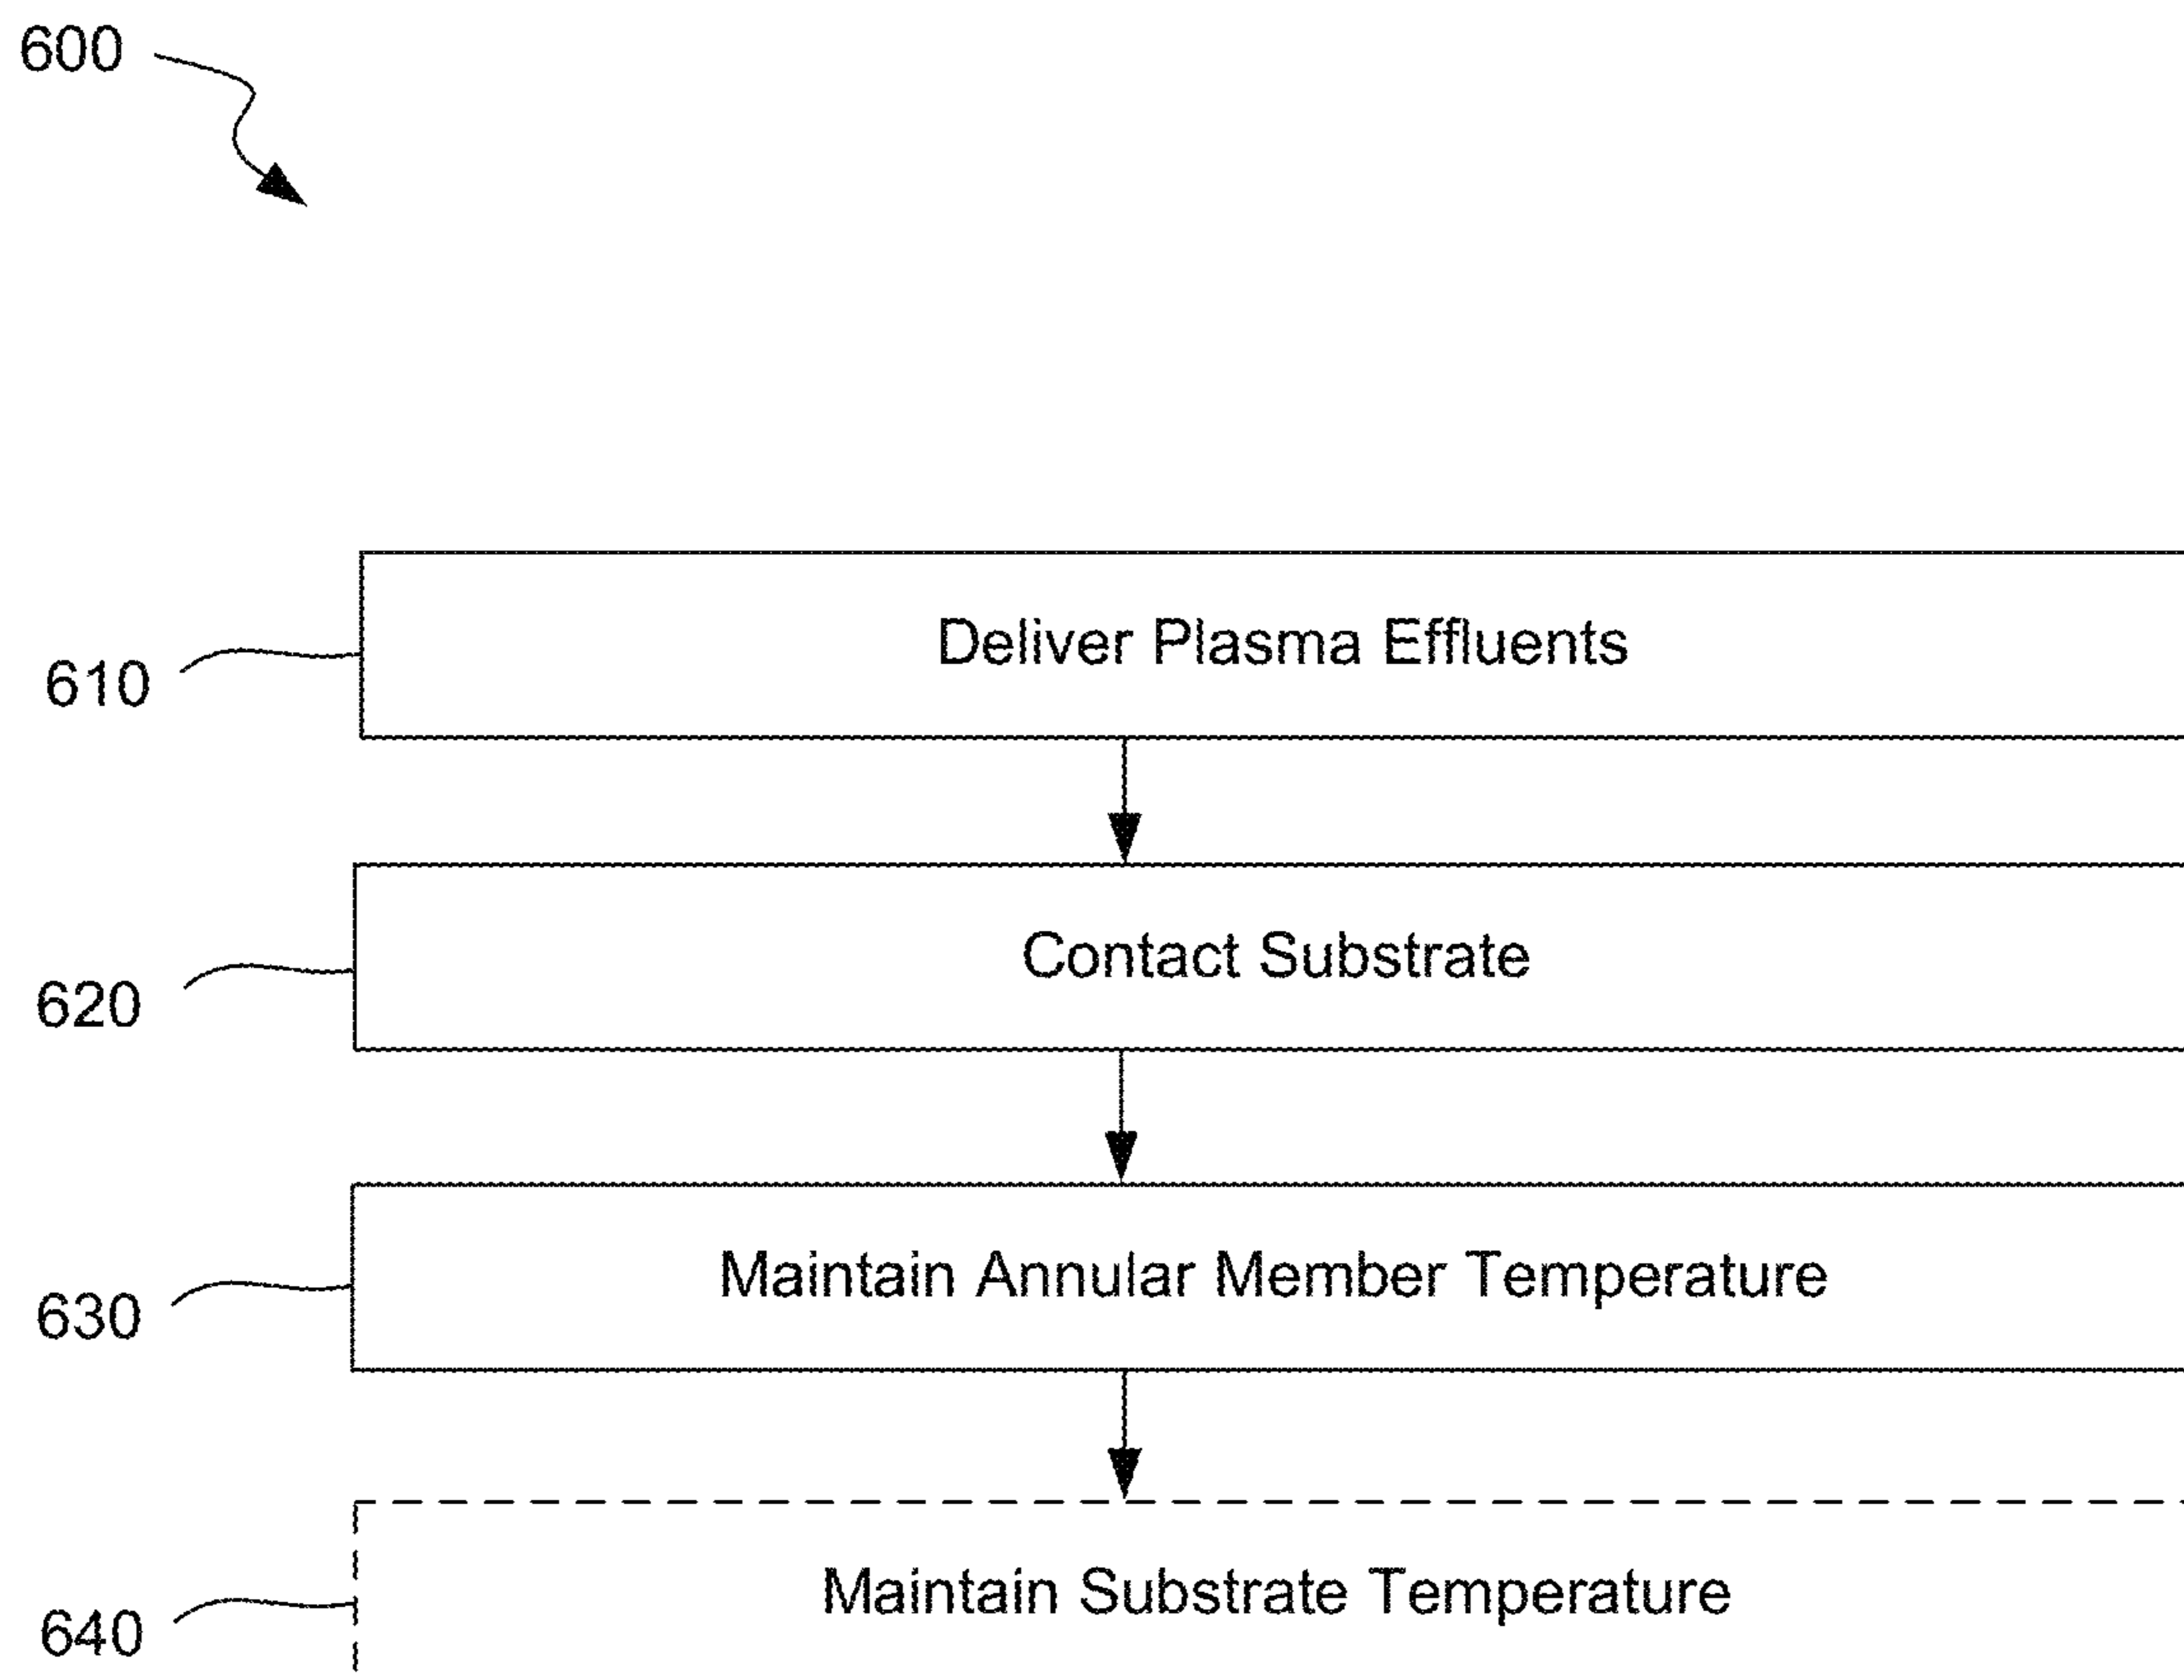 600
Deliver Plasma Effluents
610
Contact Substrate
620
Maintain Annular Member Temperature
630
Maintain Substrate Temperature
640